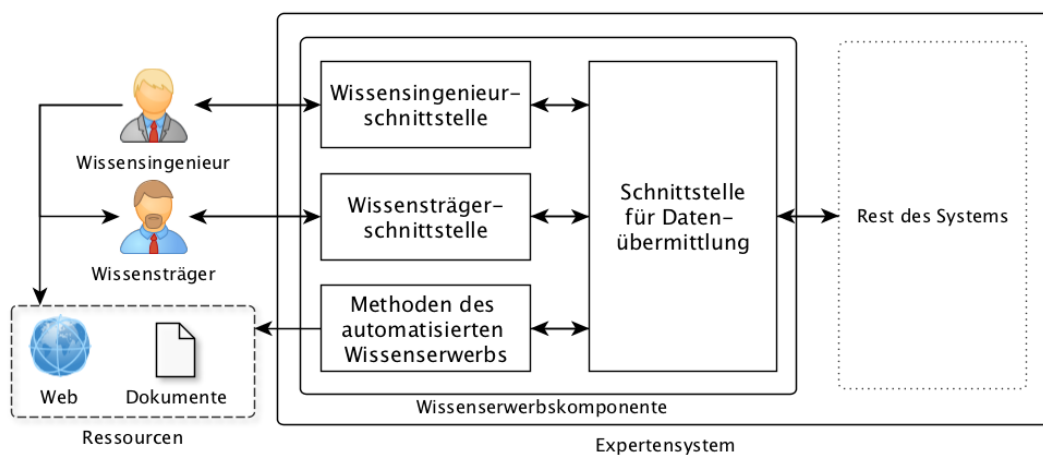 Wissensingenieur
Wissensträger
Web
Dokumente
Ressourcen
Wissensingenieur-
schnittstelle
Wissensträger-
schnittstelle
Methoden des
automatisierten
Wissenserwerbs
Schnittstelle
für Daten-
übermittlung
Wissenserwerbskomponente
Rest des Systems
Expertensystem